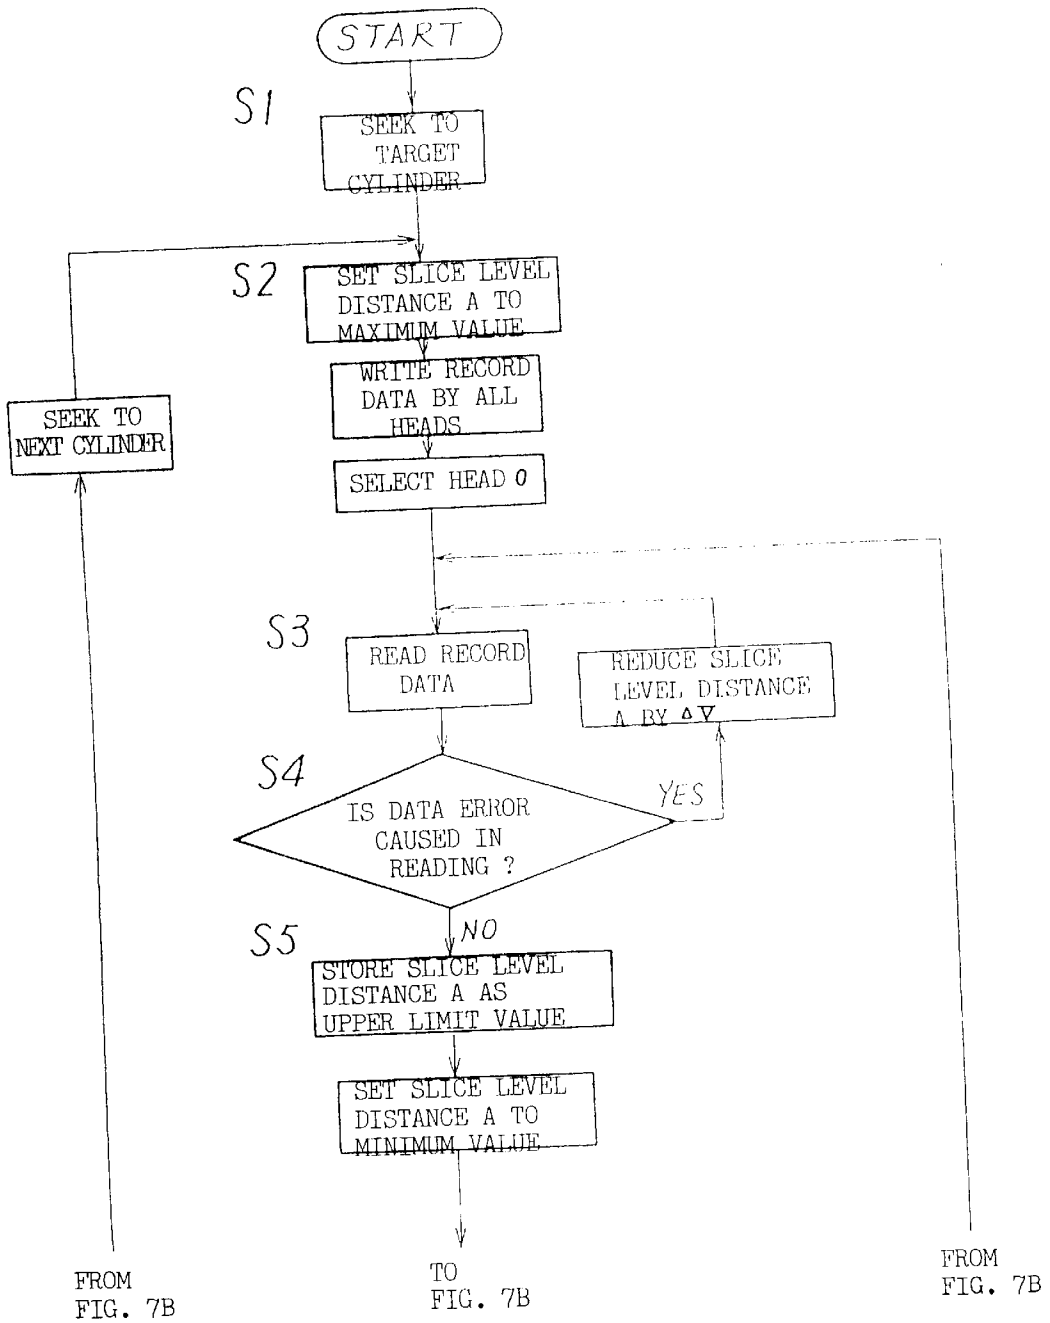 START
S1
SEEK TO
TARGET
CYLINDER
S2
SET SLICE LEVEL
DISTANCE A TO
MAXIMUM VALUE
WRITE RECORD
DATA BY ALL
HEADS
SEEK TO
NEXT CYLINDER
SELECT HEAD 0
S3
READ RECORD
DATA
REDUCE SLICE
LEVEL DISTANCE
A BY ΔV
S4
IS DATA ERROR
CAUSED IN
READING ?
YES
NO
S5
STORE SLICE LEVEL
DISTANCE A AS
UPPER LIMIT VALUE
SET SLICE LEVEL
DISTANCE A TO
MINIMUM VALUE
FROM
FIG. 7B
TO
FIG. 7B
FROM
FIG. 7B